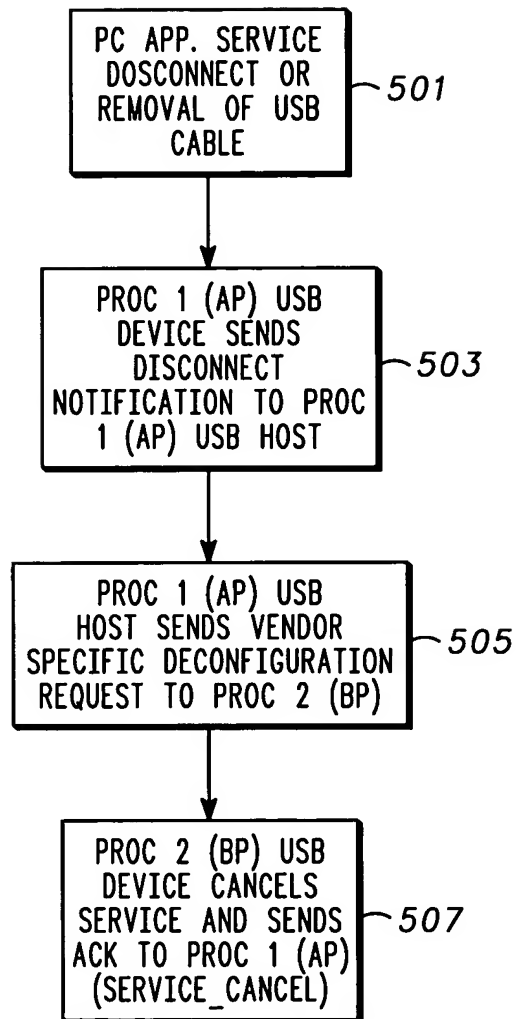 PC APP. SERVICE
DOSCONNECT OR
REMOVAL OF USB
CABLE
501
PROC 1 (AP) USB
DEVICE SENDS
DISCONNECT
NOTIFICATION TO PROC
1 (AP) USB HOST
503
PROC 1 (AP) USB
HOST SENDS VENDOR
SPECIFIC DECONFIGURATION
REQUEST TO PROC 2 (BP)
505
PROC 2 (BP) USB
DEVICE CANCELS
SERVICE AND SENDS
ACK TO PROC 1 (AP)
(SERVICE_CANCEL)
507